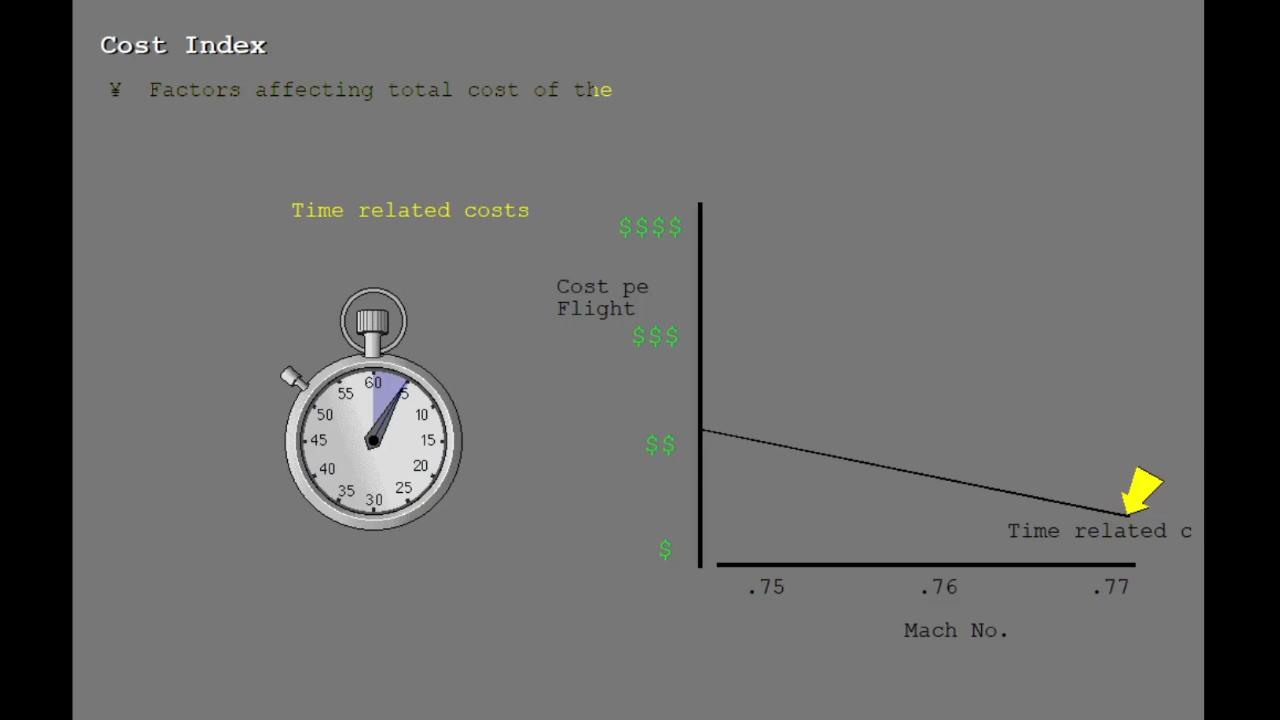 Cost Index
¥ Factors affecting total cost of the
Time related costs
$$$$
Cost pe
Flight
$$$
$$
$
Time related c
.75 .76 .77
Mach No.
60
5
10
15
20
25
30
35
40
45
50
55